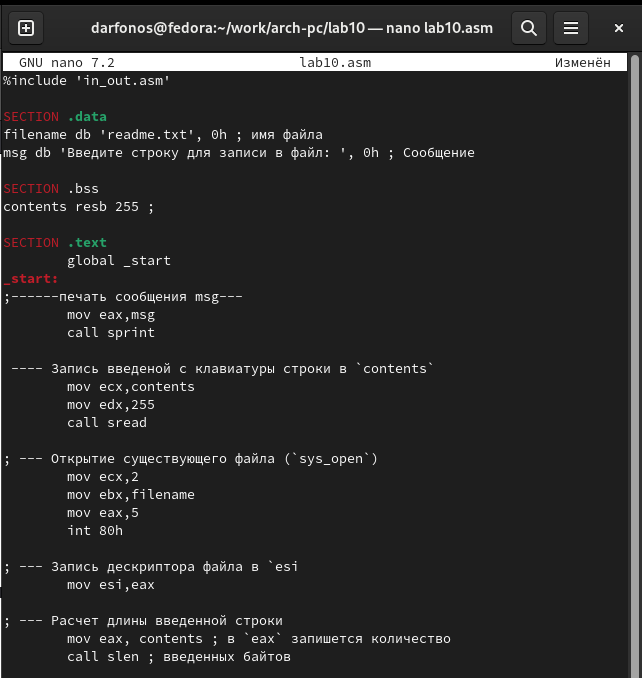 darfonos@fedora:~/work/arch-pc/lab10 — nano lab10.asm
GNU nano 7.2 lab10.asm Изменён
%include 'in_out.asm'
SECTION .data
filename db 'readme.txt', 0h ; имя файла
msg db 'Введите строку для записи в файл: ', 0h ; Сообщение
SECTION .bss
contents resb 255 ;
SECTION .text
global _start
_start:
;------печать сообщения msg---
mov eax,msg
call sprint
---- Запись введеной с клавиатуры строки в `contents`
mov ecx,contents
mov edx,255
call sread
; --- Открытие существующего файла (`sys_open`)
mov ecx,2
mov ebx,filename
mov eax,5
int 80h
; --- Запись дескриптора файла в `esi
mov esi,eax
; --- Расчет длины введенной строки
mov eax, contents ; в `eax` запишется количество
call slen ; введенных байтов